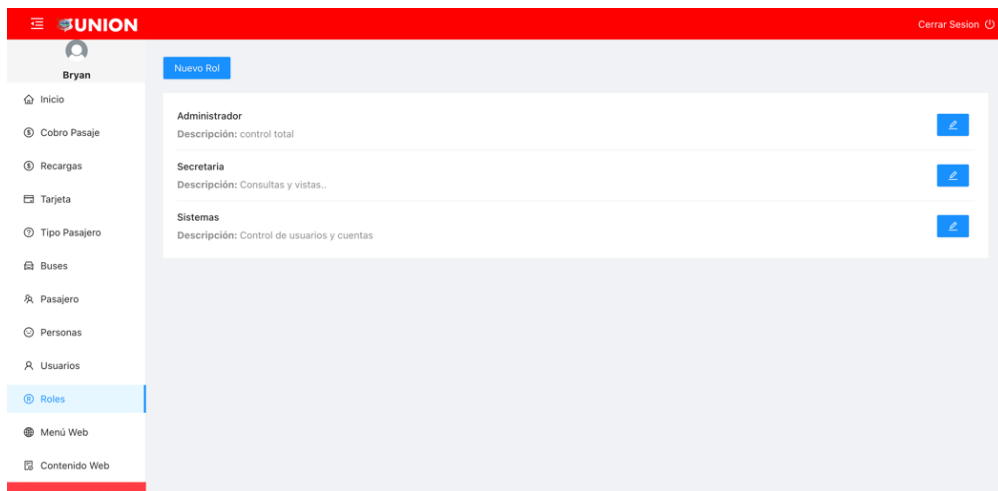 UNION
Cerrar Sesion
Bryan
Inicio
Cobro Pasaje
Recargas
Tarjeta
Tipo Pasajero
Buses
Pasajero
Personas
Usuarios
Roles
Menú Web
Contenido Web
Nuevo Rol
Administrador
Descripción: control total
Secretaria
Descripción: Consultas y vistas..
Sistemas
Descripción: Control de usuarios y cuentas